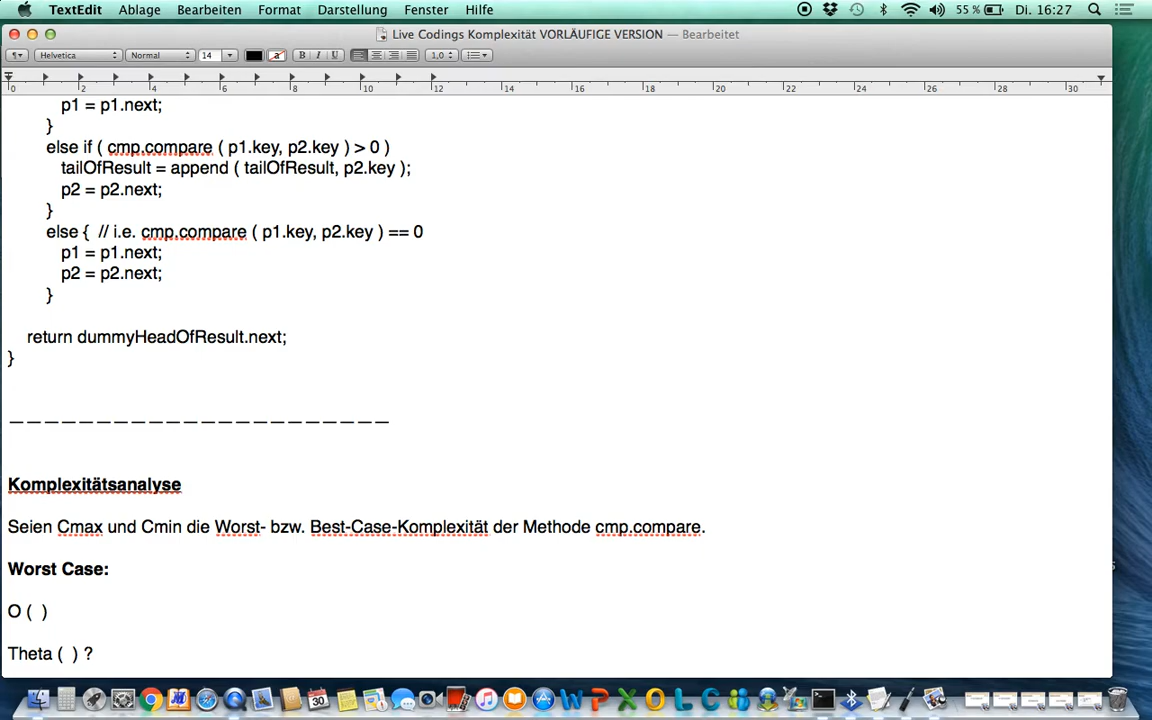 TextEdit Ablage Bearbeiten Format Darstellung Fenster Hilfe 55 % Di. 16:27
Live Codings Komplexität VORLÄUFIGE VERSION — Bearbeitet
Helvetica Normal 14 a B I U 1,0
0 2 4 6 8 10 12 14 16 18 20 22 24 26 28 30
p1 = p1.next;
}
else if ( cmp.compare ( p1.key, p2.key ) > 0 )
tailOfResult = append ( tailOfResult, p2.key );
p2 = p2.next;
}
else { // i.e. cmp.compare ( p1.key, p2.key ) == 0
p1 = p1.next;
p2 = p2.next;
}
return dummyHeadOfResult.next;
}
— — — — — — — — — — — — — — — — — — — — — —
Komplexitätsanalyse
Seien Cmax und Cmin die Worst- bzw. Best-Case-Komplexität der Methode cmp.compare.
Worst Case:
O ( )
Theta ( ) ?